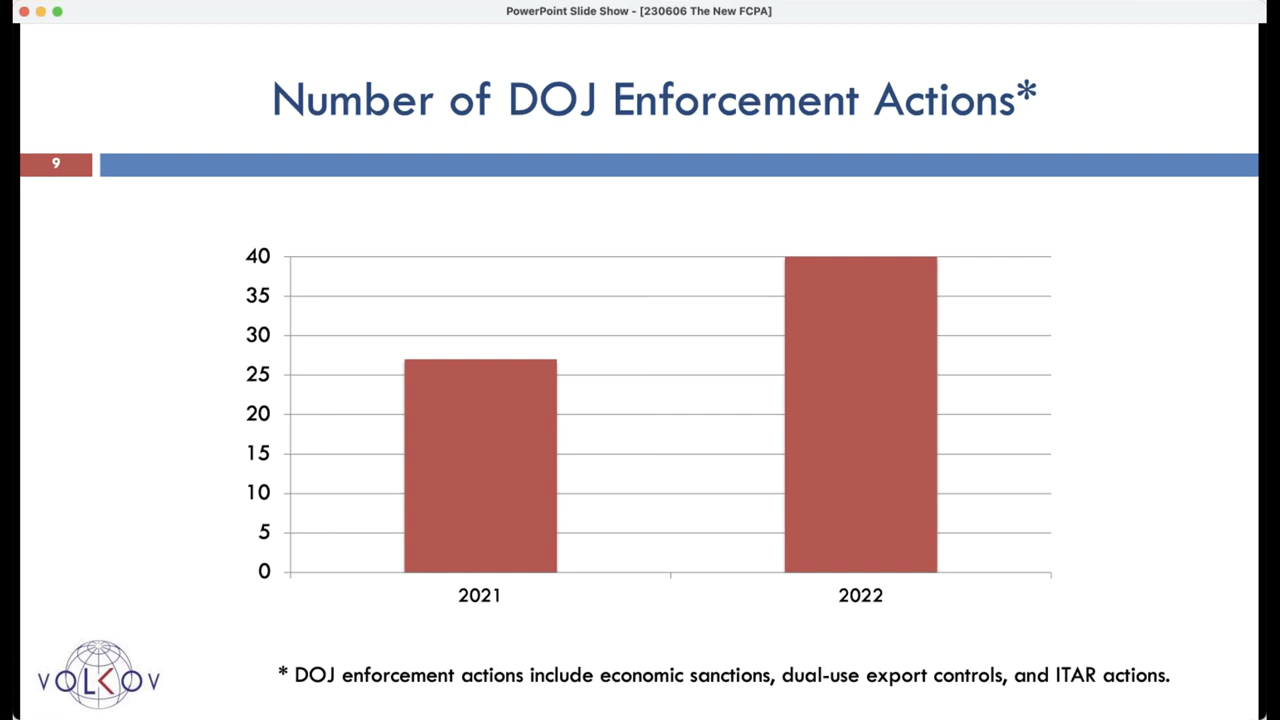 PowerPoint Slide Show - [230606 The New FCPA]
Number of DOJ Enforcement Actions*
9
40
35
30
25
20
15
10
5
0
2021 2022
VOLKOV
* DOJ enforcement actions include economic sanctions, dual-use export controls, and ITAR actions.